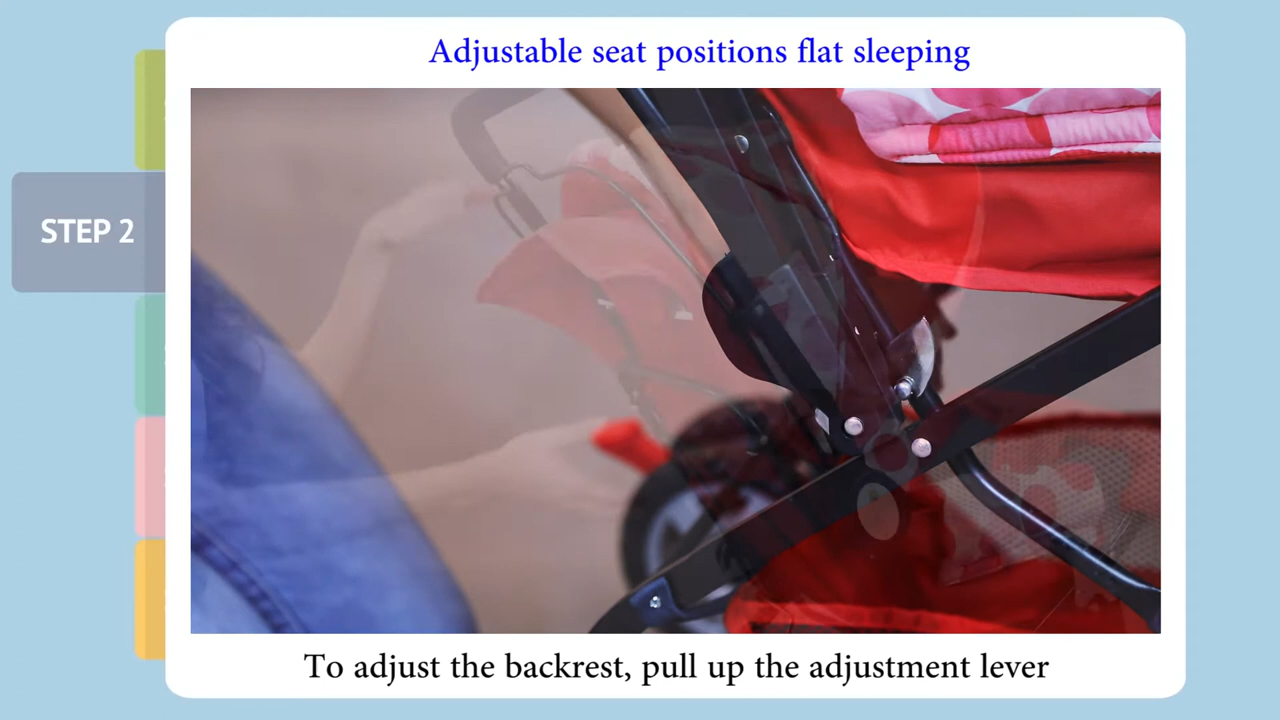 Adjustable seat positions flat sleeping
STEP 2
To adjust the backrest, pull up the adjustment lever